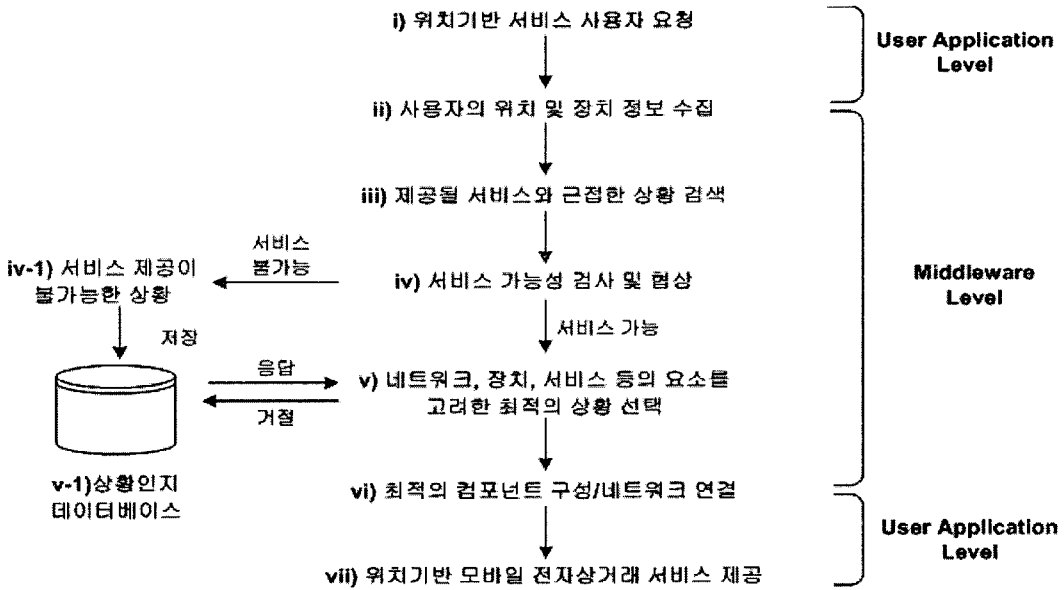 i) 위치기반 서비스 사용자 요청
User Application
Level
ii) 사용자의 위치 및 장치 정보 수집
iii) 제공될 서비스와 근접한 상황 검색
서비스
불가능
iv-1) 서비스 제공이
불가능한 상황
iv) 서비스 가능성 검사 및 협상
Middleware
Level
저장
서비스 가능
응답
거절
v) 네트워크, 장치, 서비스 등의 요소를
고려한 최적의 상황 선택
v-1)상황인지
데이터베이스
vi) 최적의 컴포넌트 구성/네트워크 연결
User Application
Level
vii) 위치기반 모바일 전자상거래 서비스 제공